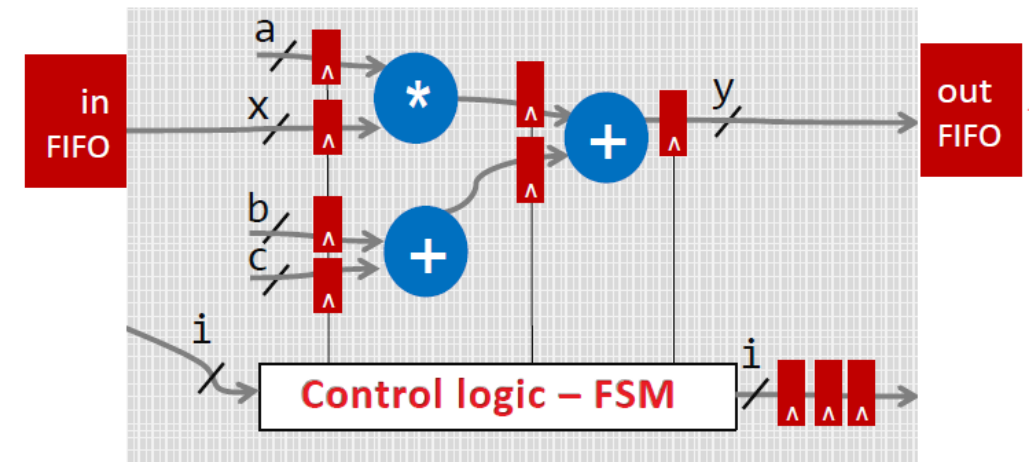 in
FIFO
a
x
b
c
i
*
+
+
y
out
FIFO
Control logic – FSM
i